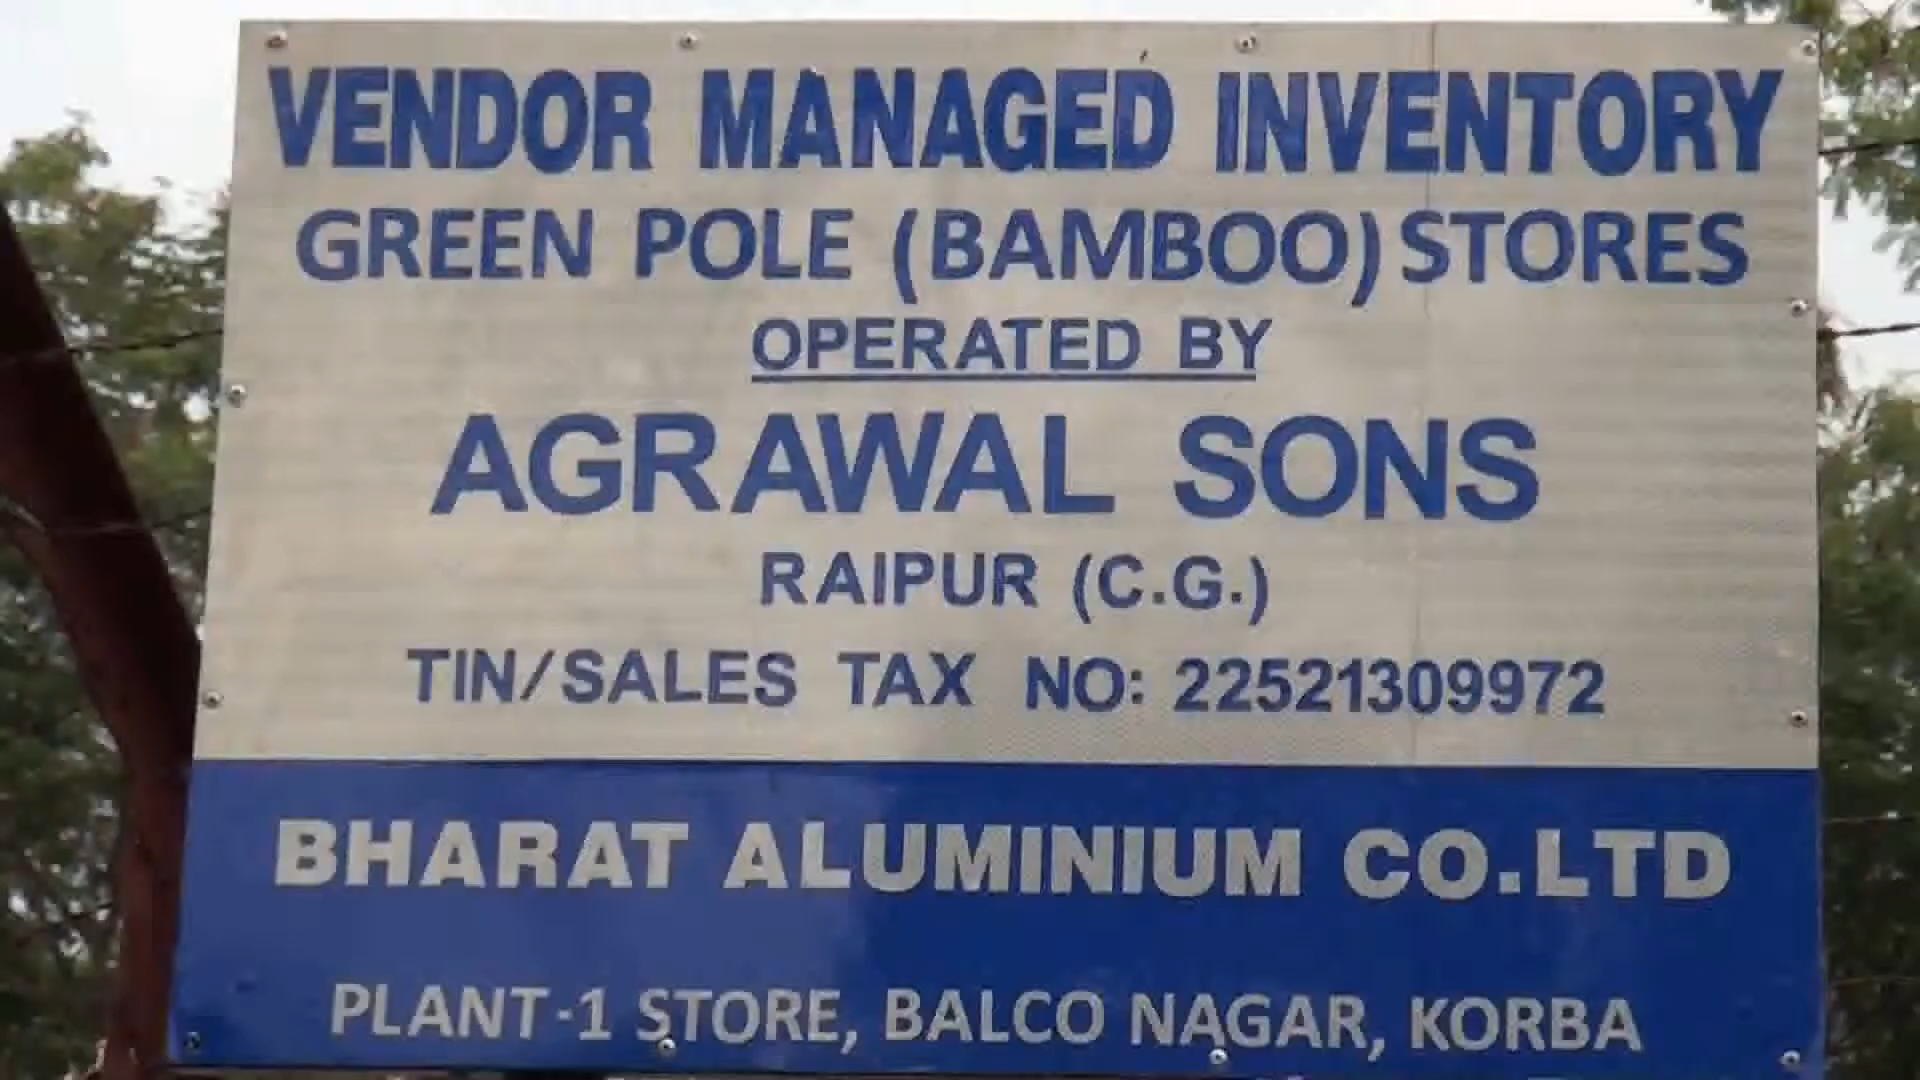 VENDOR MANAGED INVENTORY
GREEN POLE (BAMBOO) STORES
OPERATED BY
AGRAWAL SONS
RAIPUR (C.G.)
TIN/SALES TAX NO: 22521309972
BHARAT ALUMINIUM CO.LTD
PLANT-1 STORE, BALCO NAGAR, KORBA